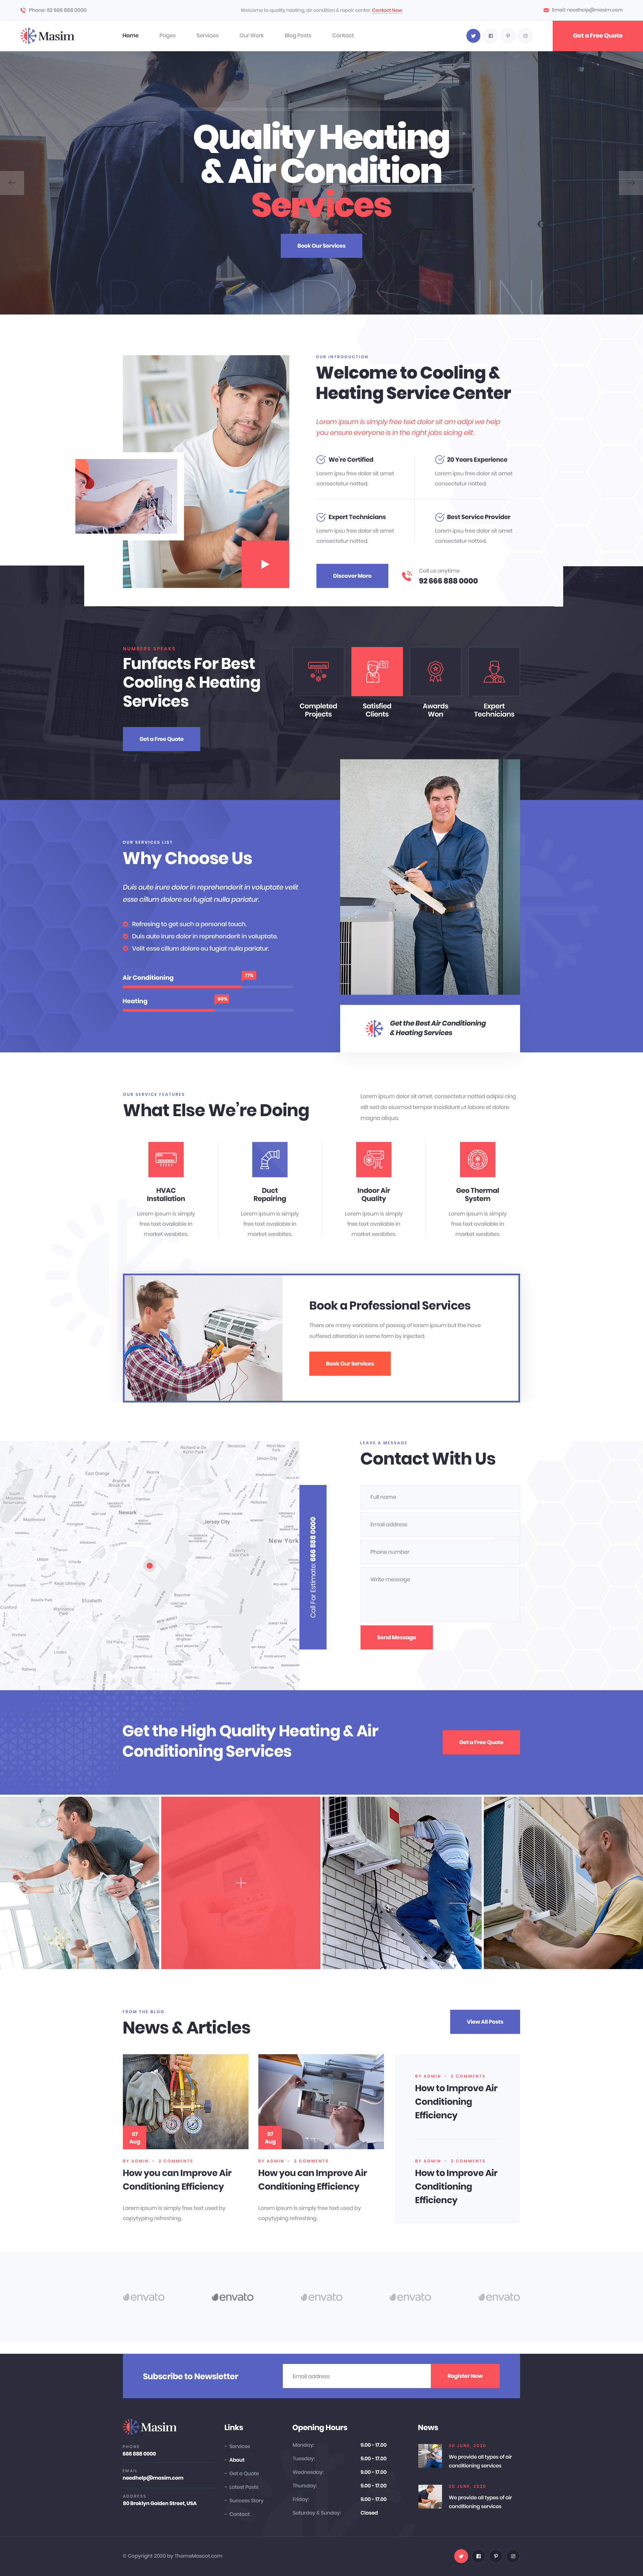 Phone: 92 666 888 0000
Welcome to quality heating, air condition & repair center. Contact Now
Email: needhelp@masim.com
Masim
Home
Pages
Services
Our Work
Blog Posts
Contact
Get a Free Quote
Quality Heating
& Air Condition
Services
Book Our Services
AIR CONDITIONING
OUR INTRODUCTION
Welcome to Cooling &
Heating Service Center
Lorem ipsum is simply free text dolor sit am adipi we help
you ensure everyone is in the right jobs sicing elit.
We're Certified
Lorem ipsu free dolor sit amet
consectetur notted.
20 Years Experience
Lorem ipsu free dolor sit amet
consectetur notted.
Expert Technicians
Lorem ipsu free dolor sit amet
consectetur notted.
Best Service Provider
Lorem ipsu free dolor sit amet
consectetur notted.
Discover More
Call us anytime
92 666 888 0000
NUMBERS SPEAKS
Funfacts For Best
Cooling & Heating
Services
Get a Free Quote
Completed
Projects
Satisfied
Clients
Awards
Won
Expert
Technicians
OUR SERVICES LIST
Why Choose Us
Duis aute irure dolor in reprehenderit in voluptate velit
esse cillum dolore eu fugiat nulla pariatur.
Refresing to get such a personal touch.
Duis aute irure dolor in reprehenderit in voluptate.
Velit esse cillum dolore eu fugiat nulla pariatur.
Air Conditioning
77%
Heating
60%
Get the Best Air Conditioning
& Heating Services
OUR SERVICE FEATURES
What Else We're Doing
Lorem ipsum dolor sit amet, consectetur notted adipisi cing
elit sed do eiusmod tempor incididunt ut labore et dolore
magna aliqua.
HVAC
Installation
Lorem ipsum is simply
free text available in
market wesbites.
Duct
Repairing
Lorem ipsum is simply
free text available in
market wesbites.
Indoor Air
Quality
Lorem ipsum is simply
free text available in
market wesbites.
Geo Thermal
System
Lorem ipsum is simply
free text available in
market wesbites.
Book a Professional Services
There are many varietions of passag of lorem ipsum but the have
suffered alteration in some form by injected.
Book Our Services
East Orange
Newark
Jersey City
New York
Union
Elizabeth
Bayonne
Irvington
Hoboken
Union City
Kearny
Call For Estimate: 666 888 0000
LEAVE A MESSAGE
Contact With Us
Full name
Email address
Phone number
Write message
Send Message
Get the High Quality Heating & Air
Conditioning Services
Get a Free Quote
FROM THE BLOG
News & Articles
View All Posts
07
Aug
BY ADMIN - 2 COMMENTS
How you can Improve Air
Conditioning Efficiency
Lorem ipsum is simply free text used by
copytyping refreshing.
07
Aug
BY ADMIN - 2 COMMENTS
How you can Improve Air
Conditioning Efficiency
Lorem ipsum is simply free text used by
copytyping refreshing.
BY ADMIN - 2 COMMENTS
How to Improve Air
Conditioning
Efficiency
BY ADMIN - 2 COMMENTS
How to Improve Air
Conditioning
Efficiency
envato
envato
envato
envato
envato
Subscribe to Newsletter
Email address
Register Now
Masim
PHONE
666 888 0000
EMAIL
needhelp@masim.com
ADDRESS
80 Broklyn Golden Street, USA
Links
- Services
- About
- Get a Quote
- Latest Posts
- Success Story
- Contact
Opening Hours
Monday: 9.00 - 17.00
Tuesday: 9.00 - 17.00
Wednesday: 9.00 - 17.00
Thursday: 9.00 - 17.00
Friday: 9.00 - 17.00
Saturday & Sunday: Closed
News
20 JUNE, 2020
We provide all types of air
conditioning services
20 JUNE, 2020
We provide all types of air
conditioning services
© Copyright 2020 by ThemeMascot.com